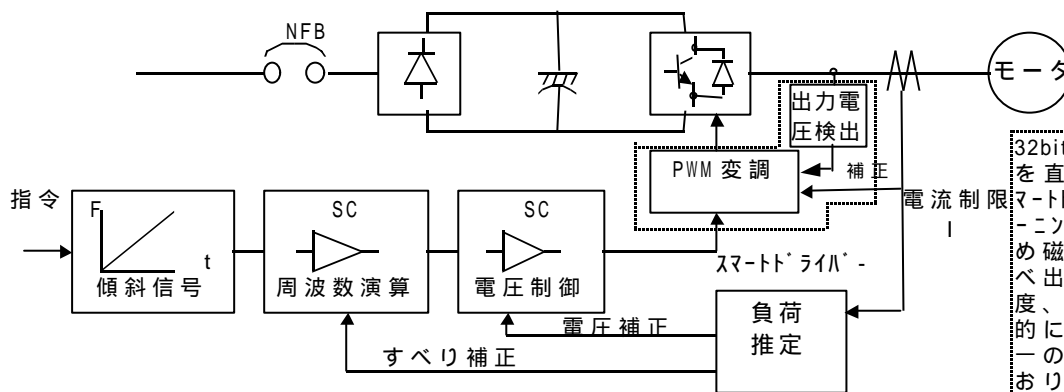 NFB
モータ
出力電
圧検出
PWM 変調
補正
電流制限
I
指令
F
t
傾斜信号
SC
周波数演算
SC
電圧制御
スマートドライバー
負荷
推定
電圧補正
すべり補正
32bit
を直
マート
ーニン
め磁
べ出
度、
的に
ーの
おり